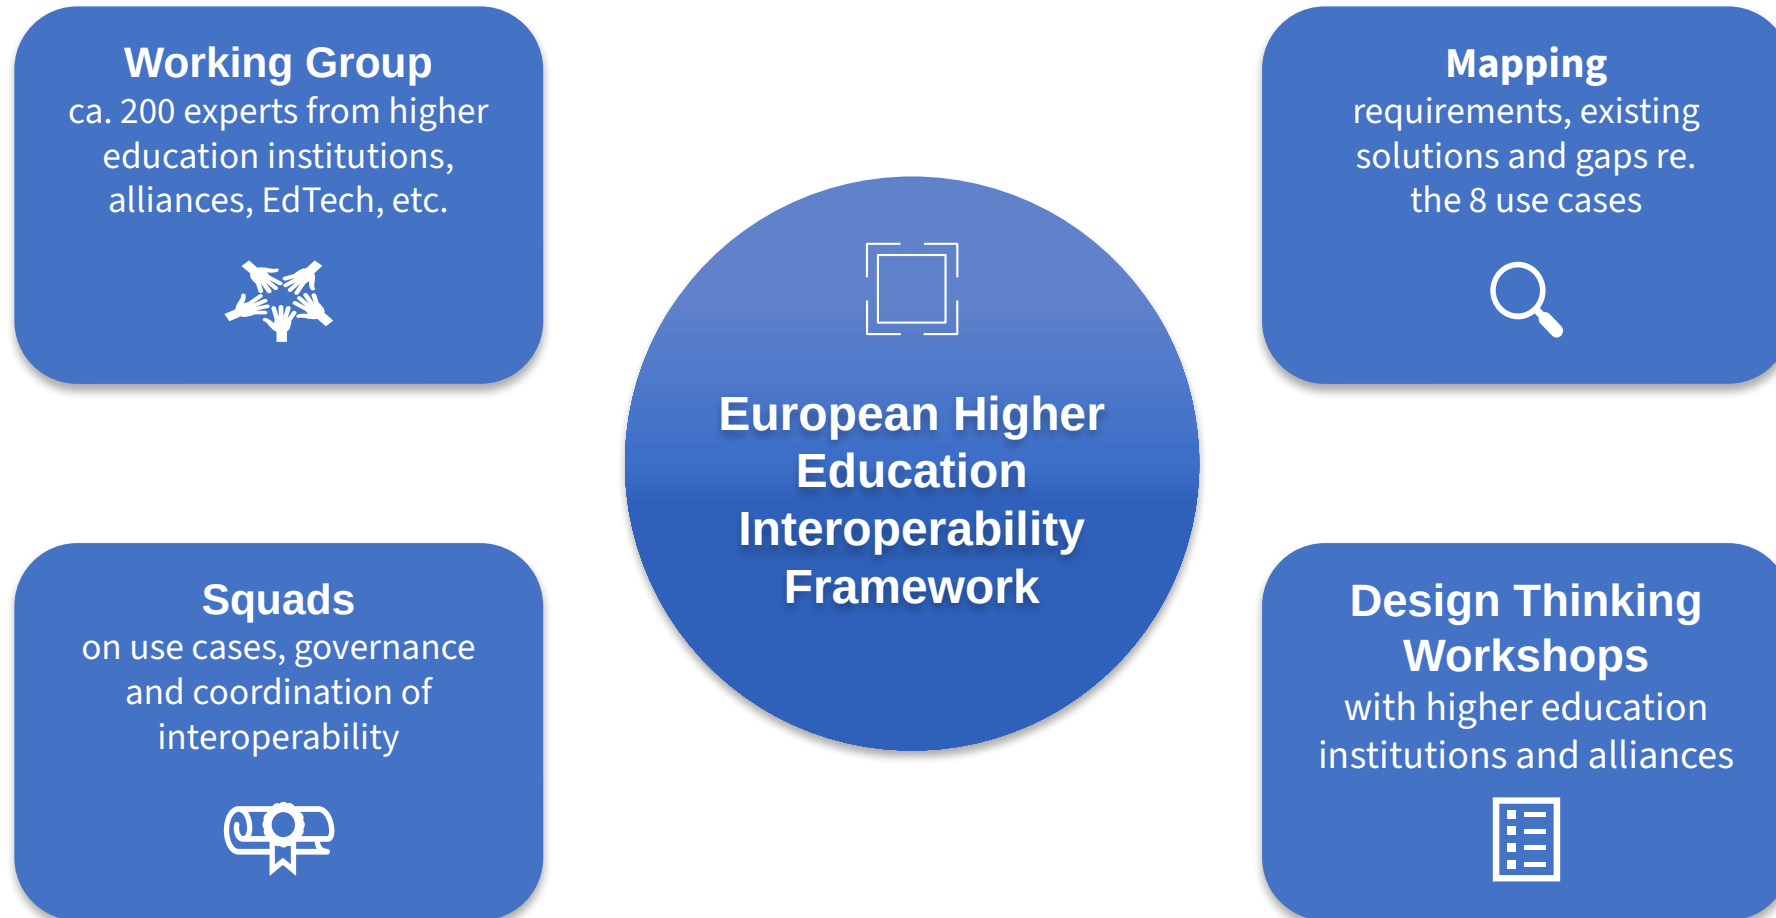 Working Group
ca. 200 experts from higher
education institutions,
alliances, EdTech, etc.
Mapping
requirements, existing
solutions and gaps re.
the 8 use cases
European Higher
Education
Interoperability
Framework
Squads
on use cases, governance
and coordination of
interoperability
Design Thinking
Workshops
with higher education
institutions and alliances